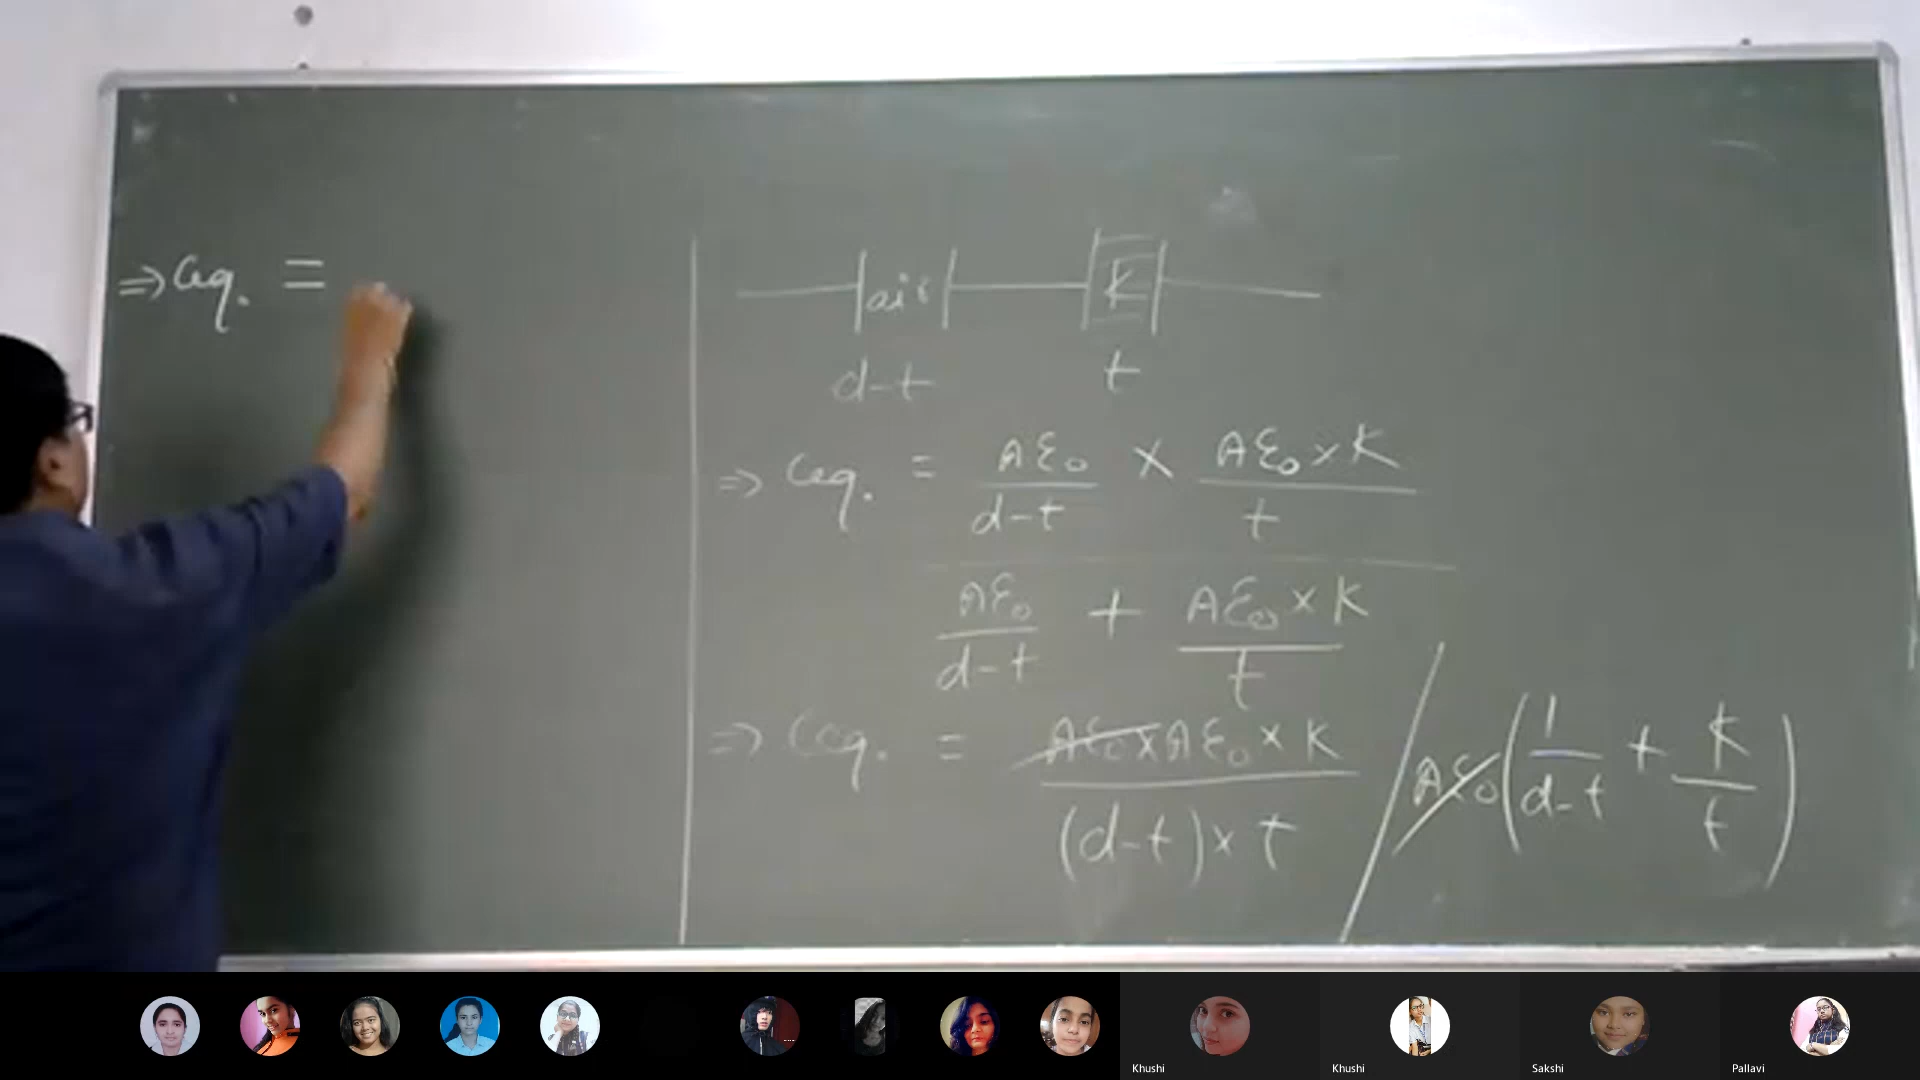 ⇒ Ceq. =
air K
d-t t
⇒ Ceq. = Aε₀ / d-t × Aε₀×K / t
Aε₀ / d-t + Aε₀×K / t
⇒ Ceq. = Aε₀×Aε₀×K / (d-t)×t / Aε₀(1 / d-t + K / t)
Khushi Khushi Sakshi Pallavi